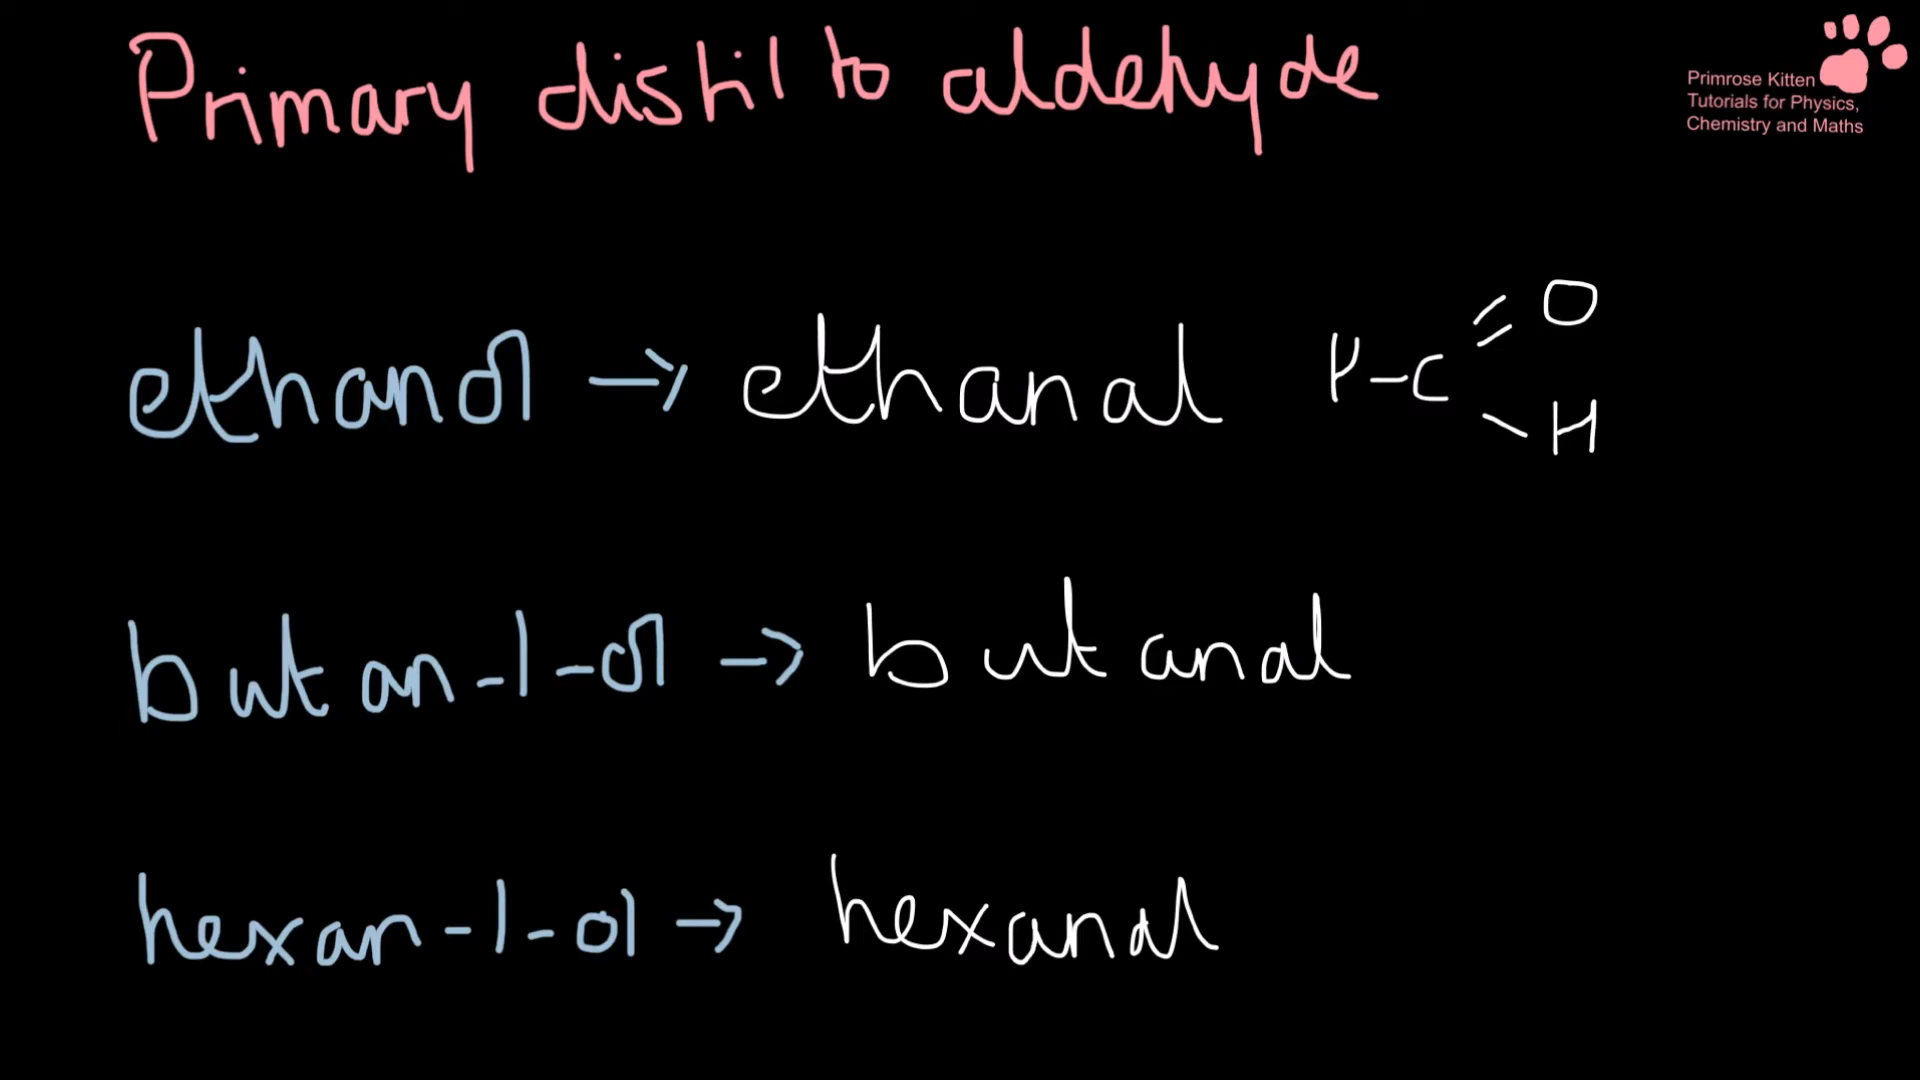 Primary distil to aldehyde
Primrose Kitten
Tutorials for Physics,
Chemistry and Maths
ethanol → ethanal
H-C
=O
-H
butan-1-ol → butanal
hexan-1-ol → hexanal